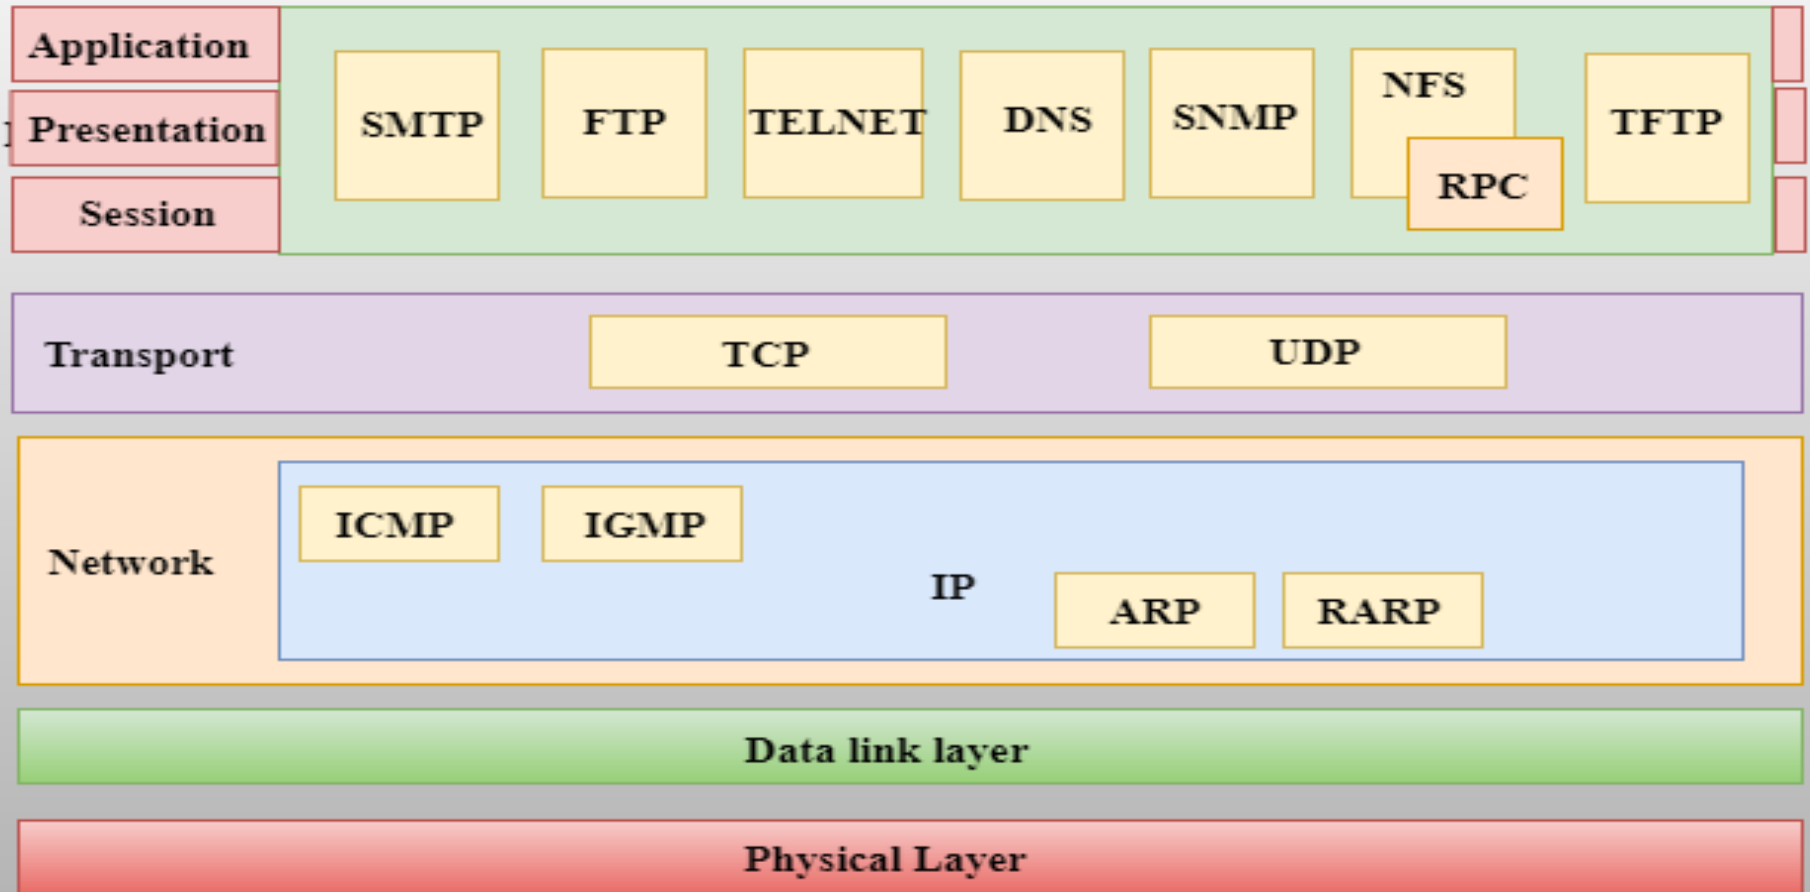 Application
Presentation
Session
SMTP
FTP
TELNET
DNS
SNMP
NFS
RPC
TFTP
Transport
TCP
UDP
Network
ICMP
IGMP
IP
ARP
RARP
Data link layer
Physical Layer